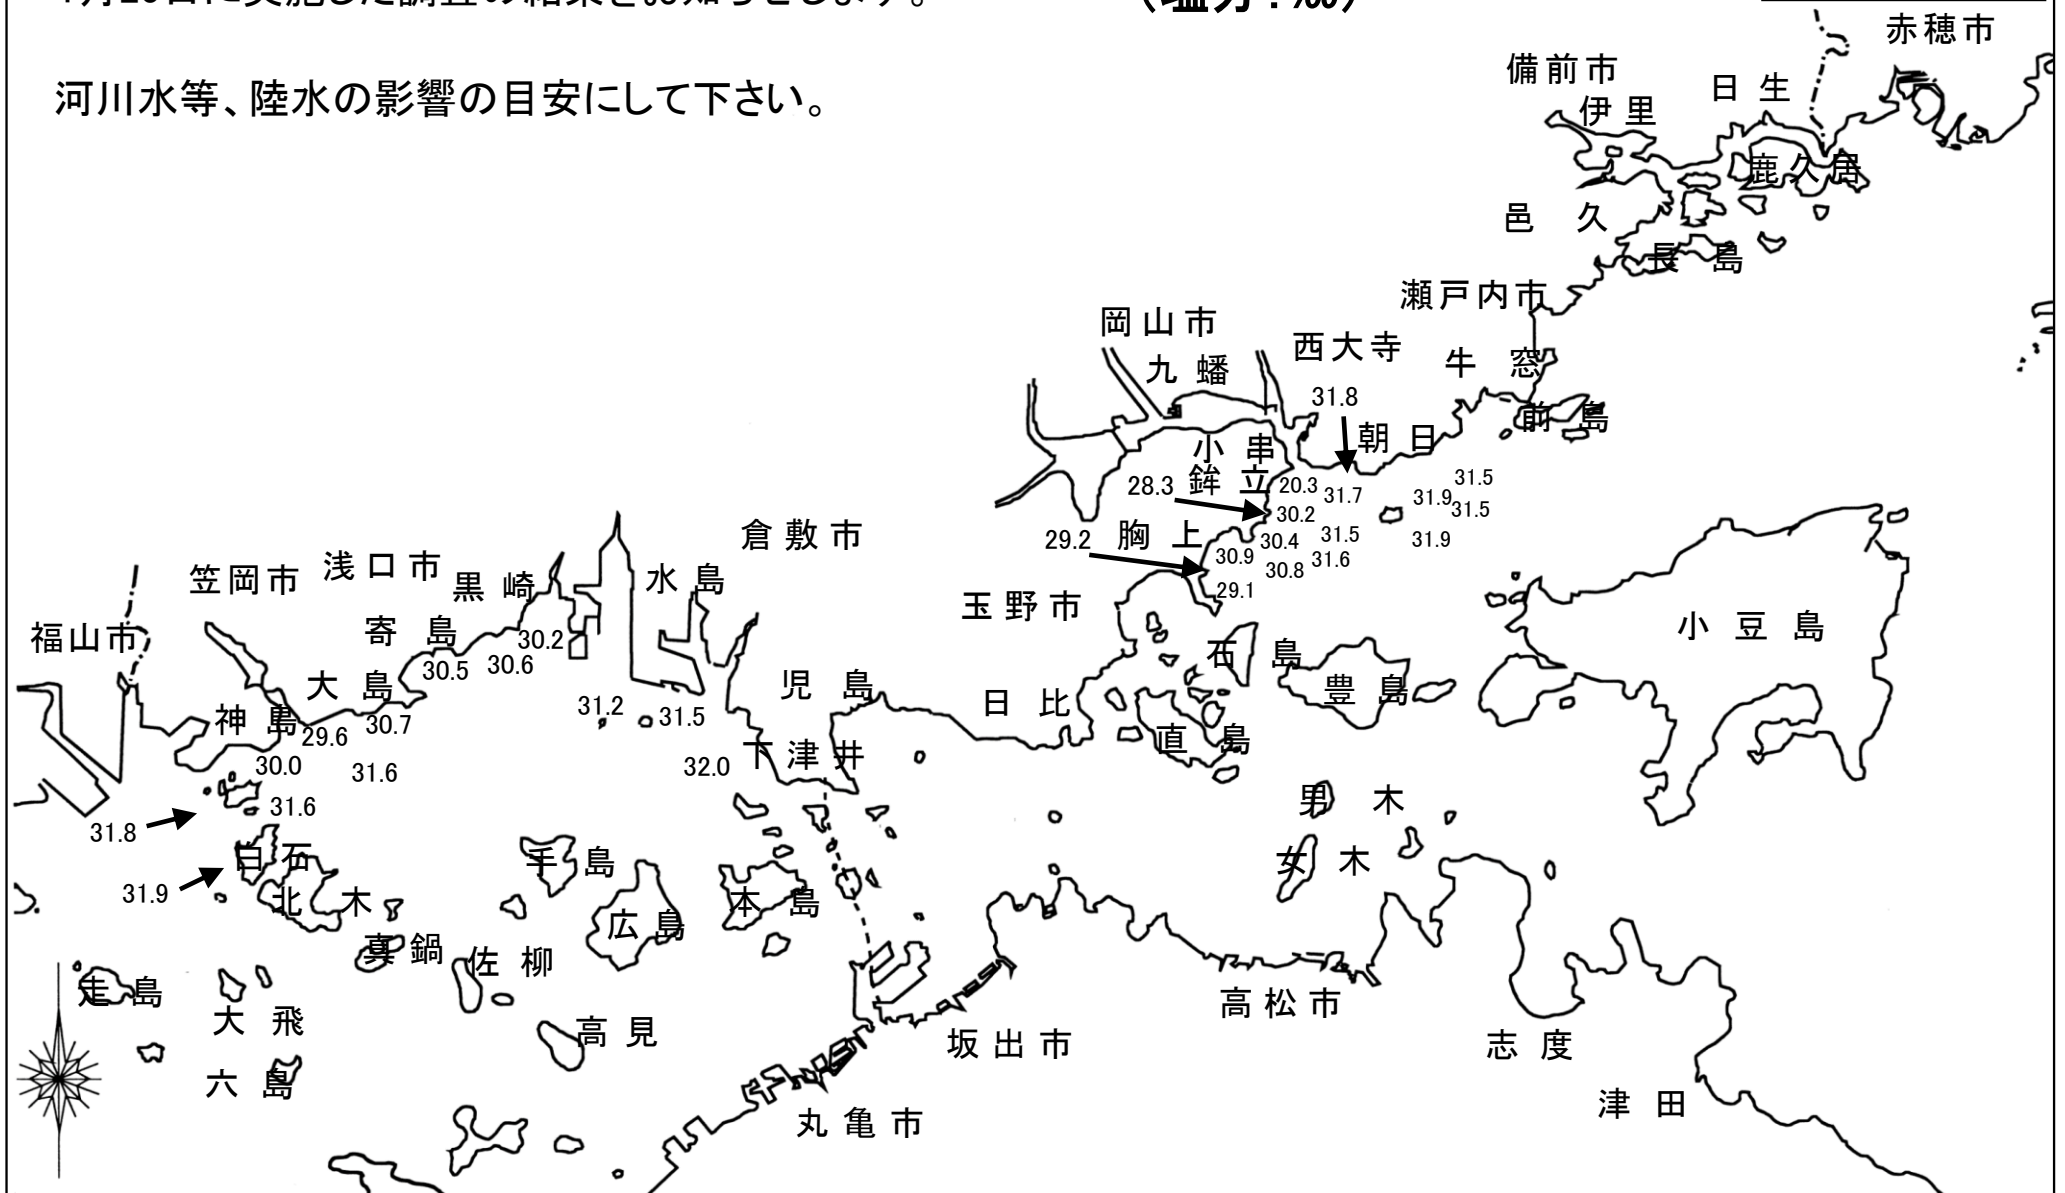 (塩分:‰)
河川水等、陸水の影響の目安にして下さい。
赤穂市
備前市
日生
伊里
鹿久居
邑久
長島
瀬戸内市
岡山市
西大寺
九蟠
牛窓
31.8
前島
朝日
小串
28.3
鉾立
20.3
31.7
31.9
31.5
31.5
30.2
29.2
胸上
30.4
31.5
31.9
30.9
30.8
31.6
29.1
倉敷市
笠岡市
浅口市
黒崎
水島
玉野市
福山市
寄島
30.2
30.5
30.6
小豆島
石島
大島
児島
豊島
神島
29.6
30.7
31.2
31.5
日比
直島
30.0
31.6
32.0
下津井
31.6
男木
31.8
白石
手島
女木
31.9
北木
本島
広島
真鍋
佐柳
走島
大飛
高見
高松市
坂出市
志度
六島
津田
丸亀市